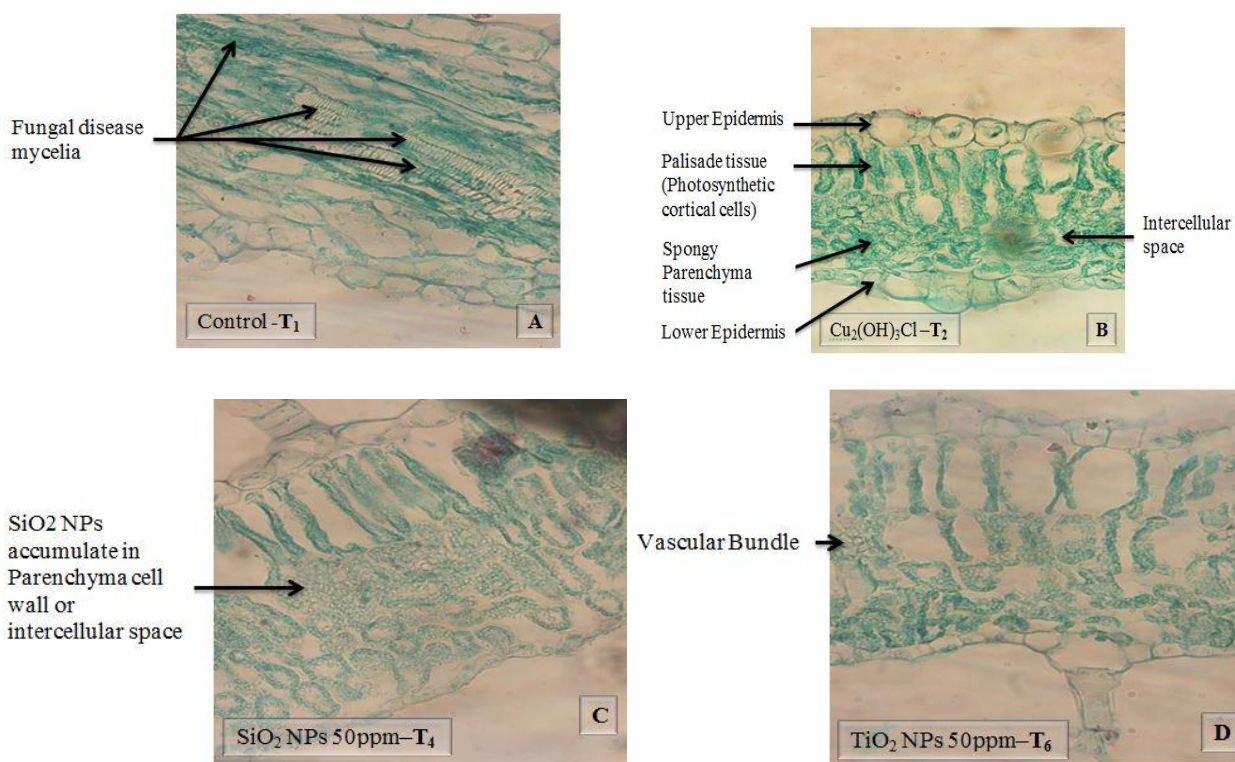 Fungal disease
mycelia
Control -T₁
A
Upper Epidermis
Palisade tissue
(Photosynthetic
cortical cells)
Spongy
Parenchyma
tissue
Lower Epidermis
Intercellular
space
Cu₂(OH)₃Cl–T₂
B
SiO2 NPs
accumulate in
Parenchyma cell
wall or
intercellular space
SiO₂ NPs 50ppm–T₄
C
Vascular Bundle
TiO₂ NPs 50ppm–T₆
D